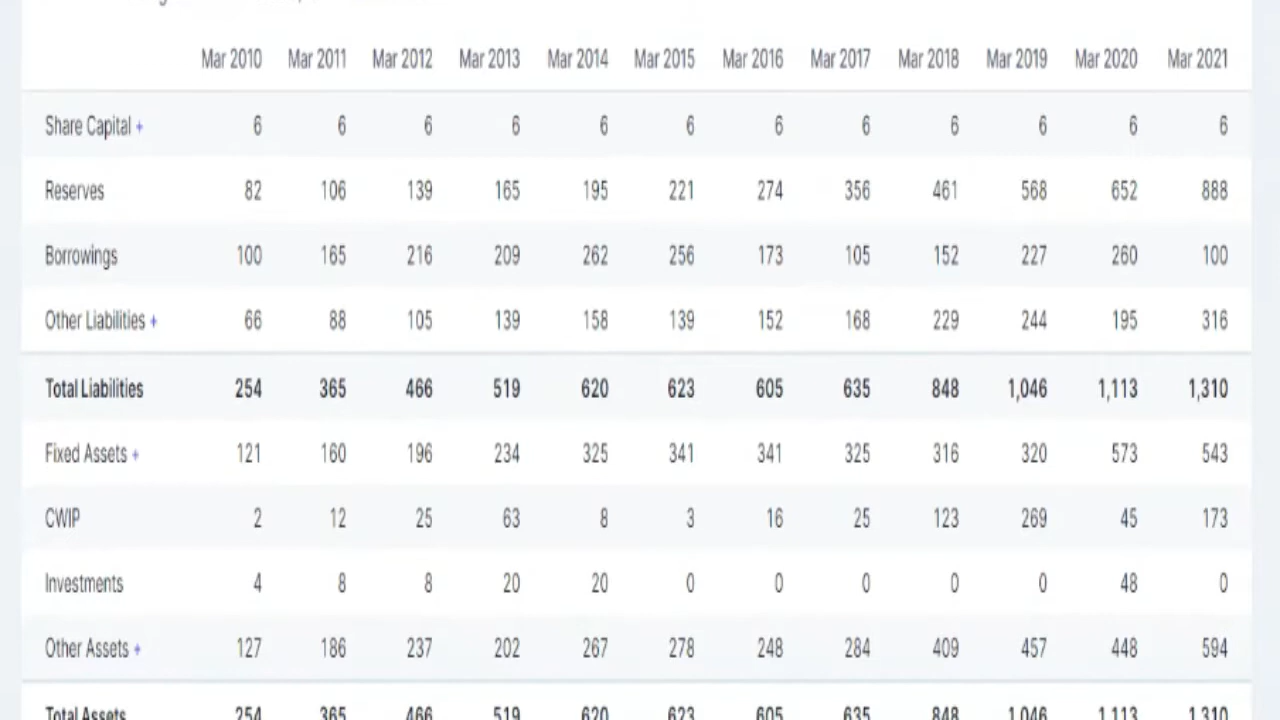 Mar 2010 Mar 2011 Mar 2012 Mar 2013 Mar 2014 Mar 2015 Mar 2016 Mar 2017 Mar 2018 Mar 2019 Mar 2020 Mar 2021
Share Capital + 6 6 6 6 6 6 6 6 6 6 6 6
Reserves 82 106 139 165 195 221 274 356 461 568 652 888
Borrowings 100 165 216 209 262 256 173 105 152 227 260 100
Other Liabilities + 66 88 105 139 158 139 152 168 229 244 195 316
Total Liabilities 254 365 466 519 620 623 605 635 848 1,046 1,113 1,310
Fixed Assets + 121 160 196 234 325 341 341 325 316 320 573 543
CWIP 2 12 25 63 8 3 16 25 123 269 45 173
Investments 4 8 8 20 20 0 0 0 0 0 48 0
Other Assets + 127 186 237 202 267 278 248 284 409 457 448 594
Total Assets 254 365 466 519 620 623 605 635 848 1,046 1,113 1,310